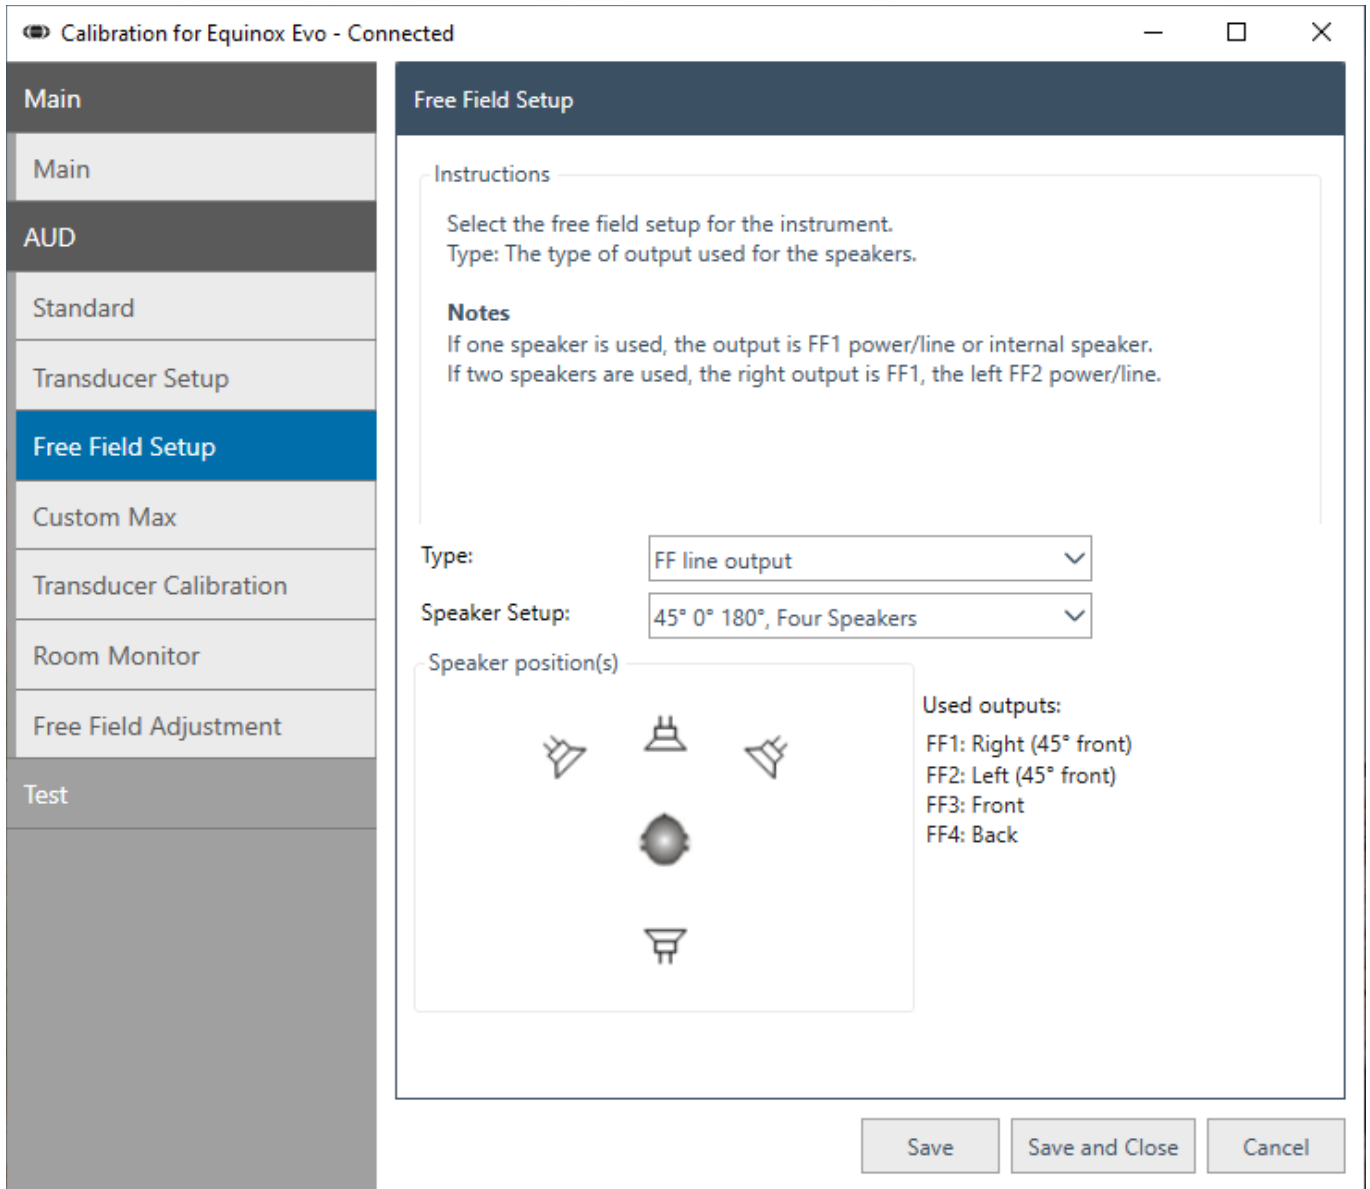 Calibration for Equinox Evo - Connected
Main
Main
AUD
Standard
Transducer Setup
Free Field Setup
Custom Max
Transducer Calibration
Room Monitor
Free Field Adjustment
Test
Free Field Setup
Instructions
Select the free field setup for the instrument.
Type: The type of output used for the speakers.
Notes
If one speaker is used, the output is FF1 power/line or internal speaker.
If two speakers are used, the right output is FF1, the left FF2 power/line.
Type:
FF line output
Speaker Setup:
45° 0° 180°, Four Speakers
Speaker position(s)
Used outputs:
FF1: Right (45° front)
FF2: Left (45° front)
FF3: Front
FF4: Back
Save
Save and Close
Cancel